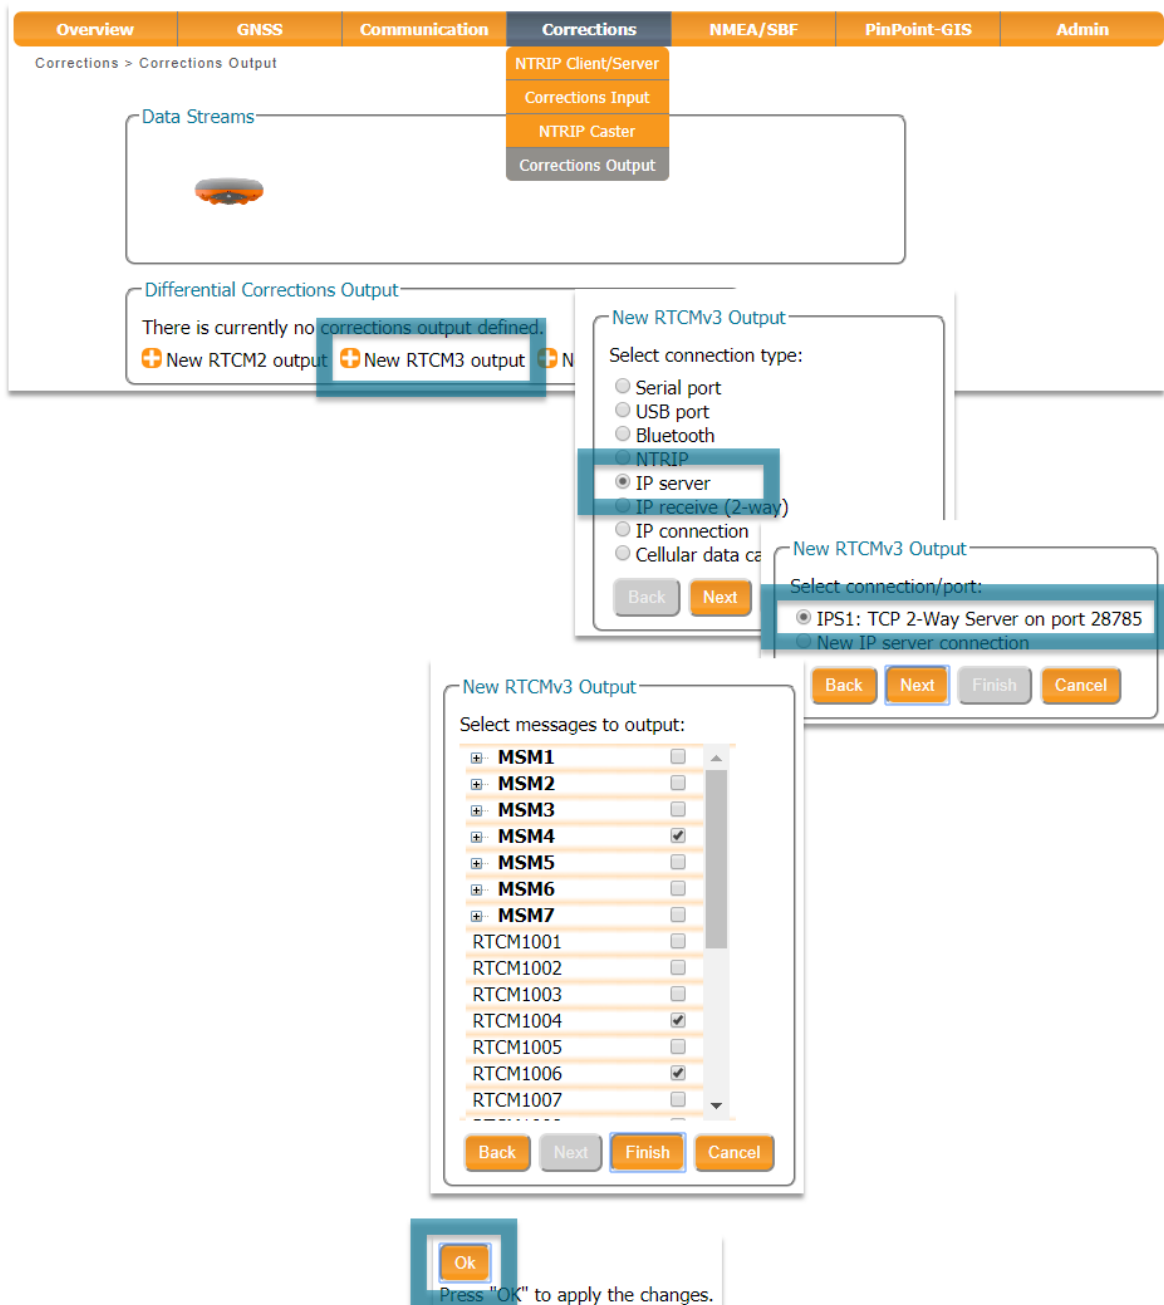 Overview GNSS Communication Corrections NMEA/SBF PinPoint-GIS Admin
Corrections > Corrections Output
NTRIP Client/Server
Corrections Input
NTRIP Caster
Corrections Output
Data Streams
Differential Corrections Output
There is currently no corrections output defined.
New RTCM2 output New RTCM3 output
New RTCMv3 Output
Select connection type:
Serial port
USB port
Bluetooth
NTRIP
IP server
IP receive (2-way)
IP connection
Cellular data ca
Back Next
New RTCMv3 Output
Select connection/port:
IPS1: TCP 2-Way Server on port 28785
New IP server connection
Back Next Finish Cancel
New RTCMv3 Output
Select messages to output:
MSM1
MSM2
MSM3
MSM4
MSM5
MSM6
MSM7
RTCM1001
RTCM1002
RTCM1003
RTCM1004
RTCM1005
RTCM1006
RTCM1007
Back Next Finish Cancel
Ok
Press "OK" to apply the changes.